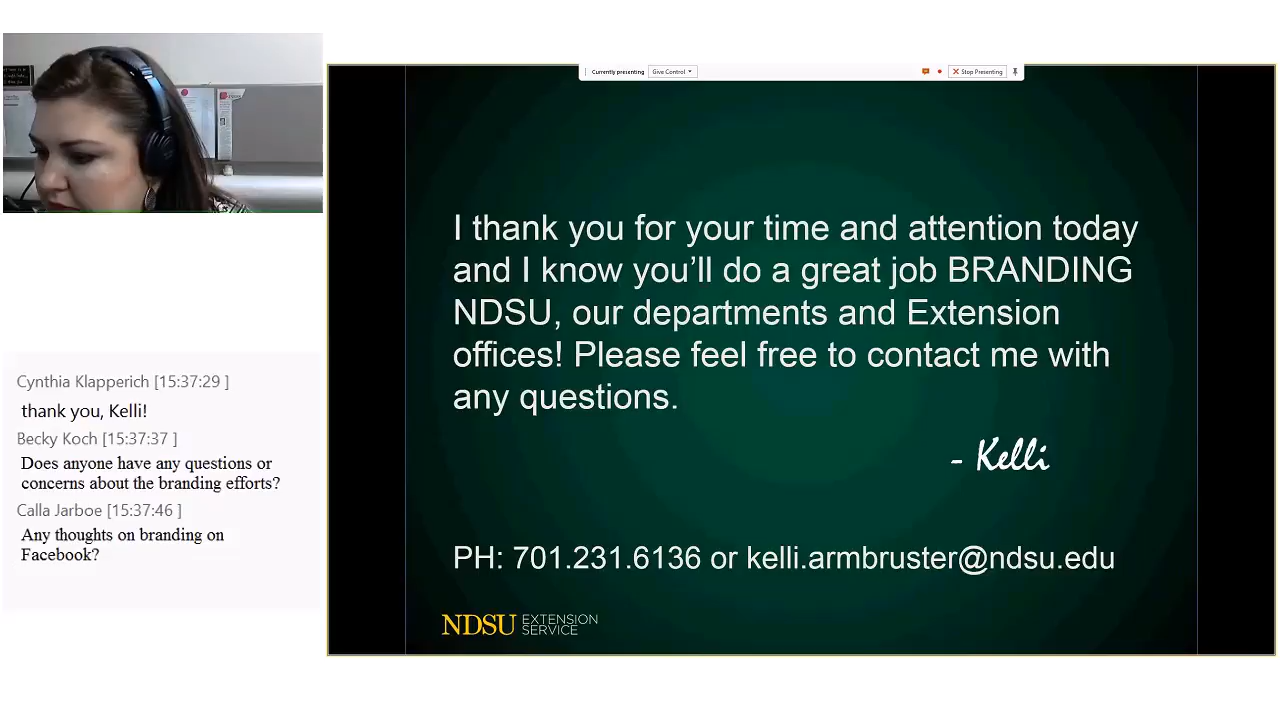 Currently presenting
Give Control
Stop Presenting
I thank you for your time and attention today
and I know you'll do a great job BRANDING
NDSU, our departments and Extension
offices! Please feel free to contact me with
any questions.
- Kelli
PH: 701.231.6136 or kelli.armbruster@ndsu.edu
NDSU EXTENSION
SERVICE
Cynthia Klapperich [15:37:29 ]
thank you, Kelli!
Becky Koch [15:37:37 ]
Does anyone have any questions or
concerns about the branding efforts?
Calla Jarboe [15:37:46 ]
Any thoughts on branding on
Facebook?